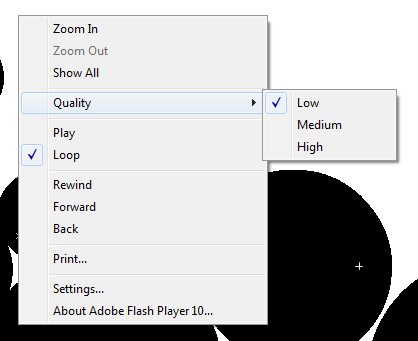 Zoom In
Zoom Out
Show All
Quality
Low
Medium
High
Play
Loop
Rewind
Forward
Back
Print...
Settings...
About Adobe Flash Player 10...